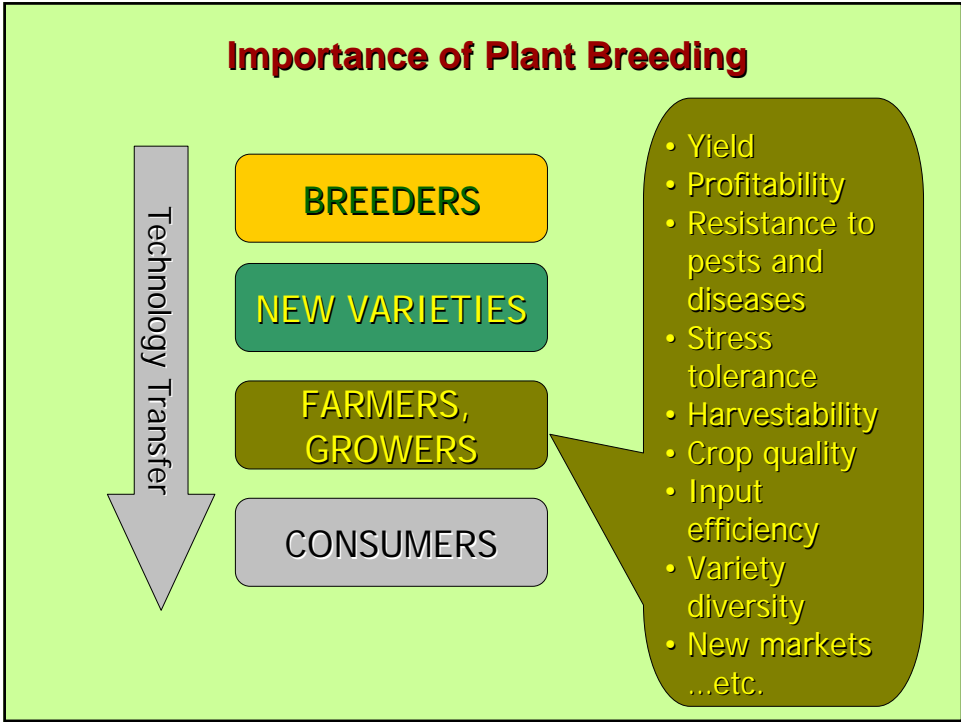 Importance of Plant Breeding
Technology Transfer
BREEDERS
NEW VARIETIES
FARMERS,
GROWERS
CONSUMERS
• Yield
• Profitability
• Resistance to
pests and
diseases
• Stress
tolerance
• Harvestability
• Crop quality
• Input
efficiency
• Variety
diversity
• New markets
...etc.